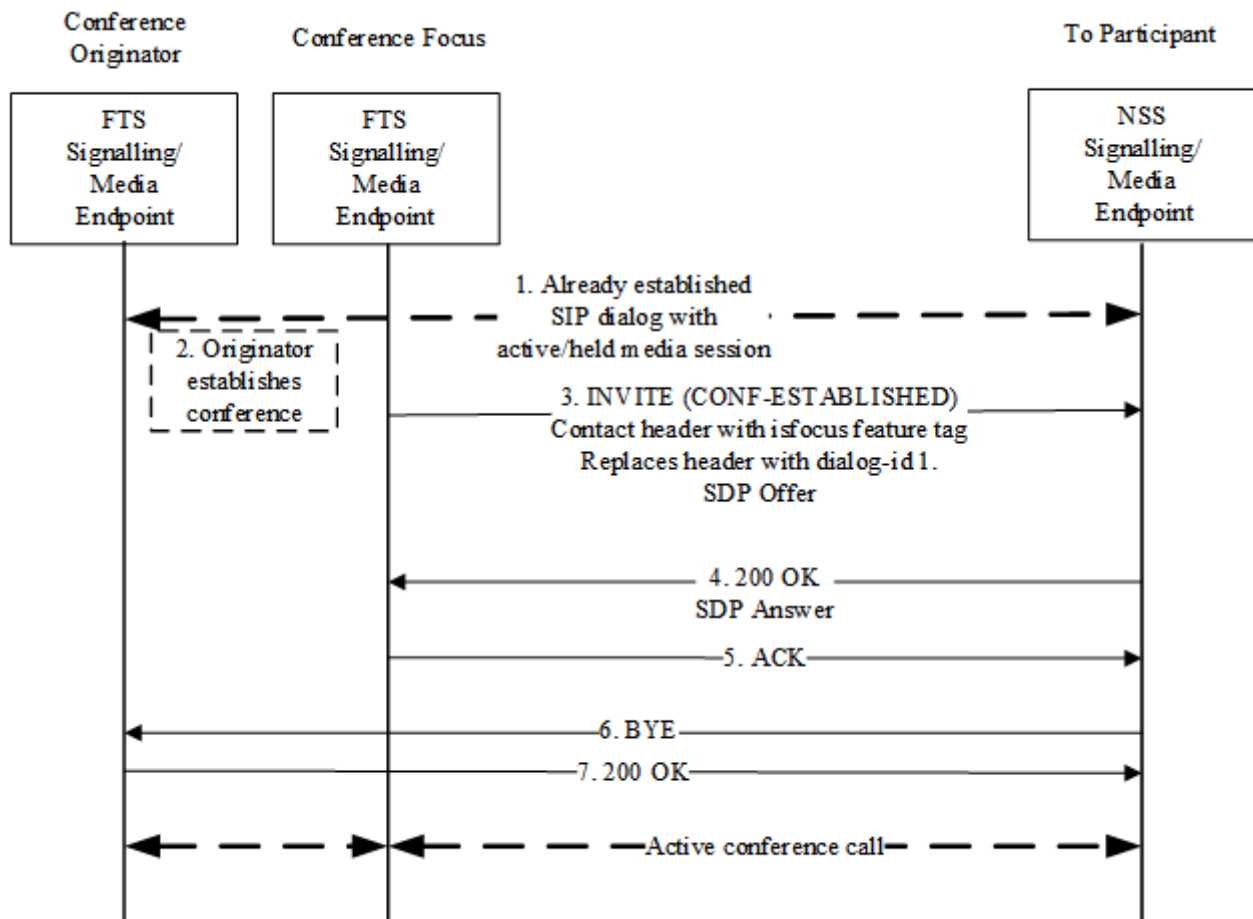 Conference
Originator
Conference Focus
To Participant
FTS
Signalling/
Media
Endpoint
FTS
Signalling/
Media
Endpoint
NSS
Signalling/
Media
Endpoint
1. Already established
SIP dialog with
active/held media session
2. Originator
establishes
conference
3. INVITE (CONF-ESTABLISHED)
Contact header with isfocus feature tag
Replaces header with dialog-id 1.
SDP Offer
4. 200 OK
SDP Answer
5. ACK
6. BYE
7. 200 OK
Active conference call